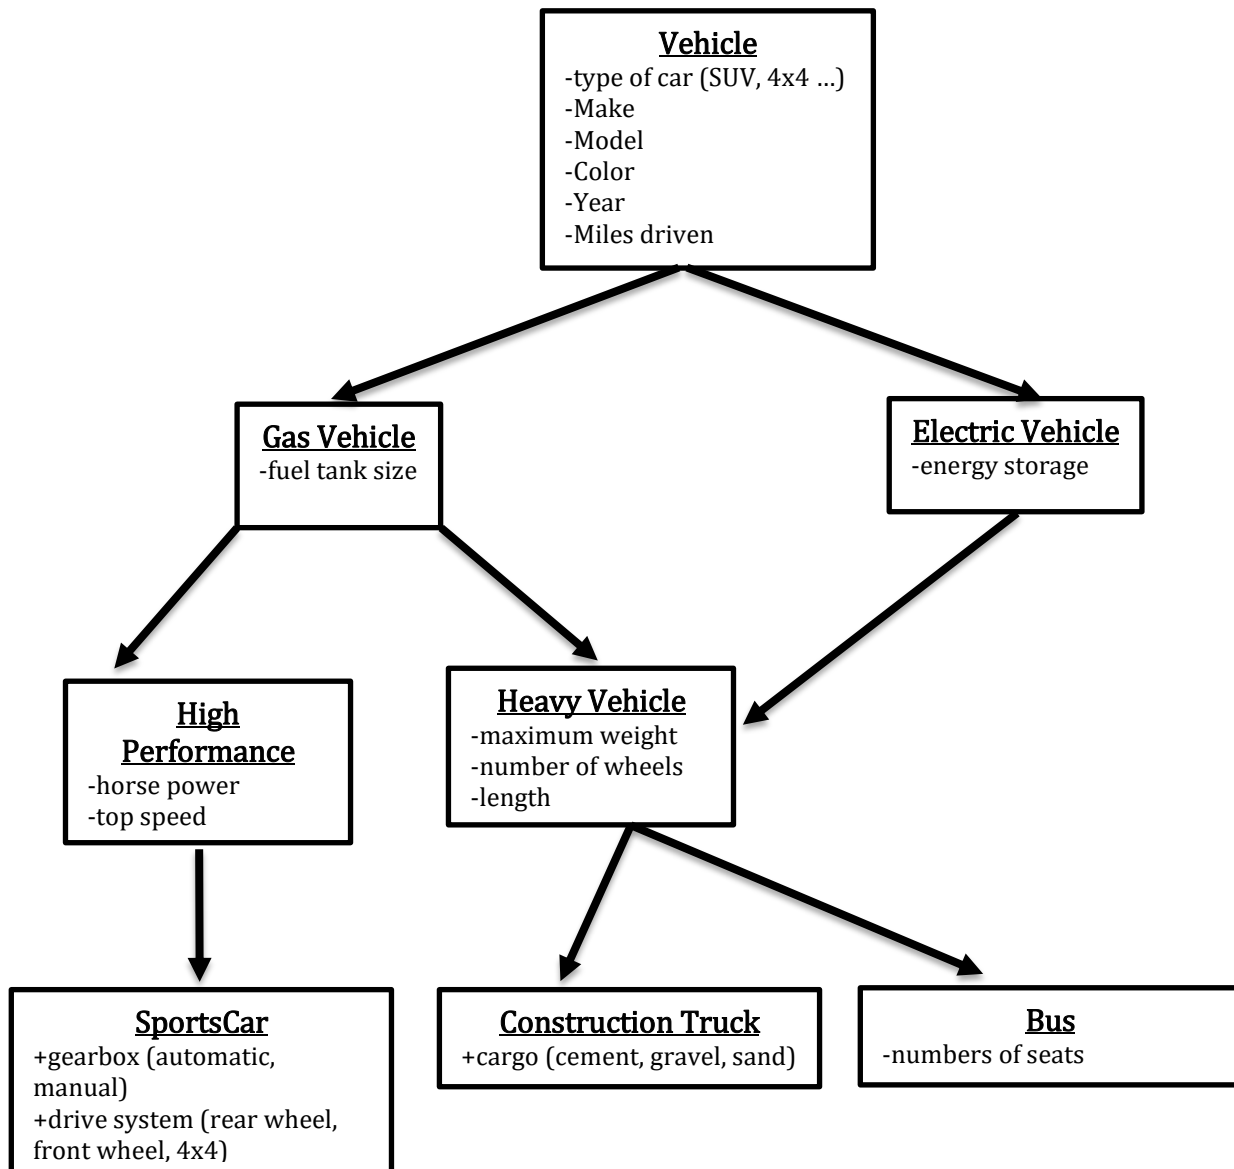 Vehicle
-type of car (SUV, 4x4 ...)
-Make
-Model
-Color
-Year
-Miles driven
Gas Vehicle
-fuel tank size
Electric Vehicle
-energy storage
High
Performance
-horse power
-top speed
Heavy Vehicle
-maximum weight
-number of wheels
-length
SportsCar
+gearbox (automatic,
manual)
+drive system (rear wheel,
front wheel, 4x4)
Construction Truck
+cargo (cement, gravel, sand)
Bus
-numbers of seats